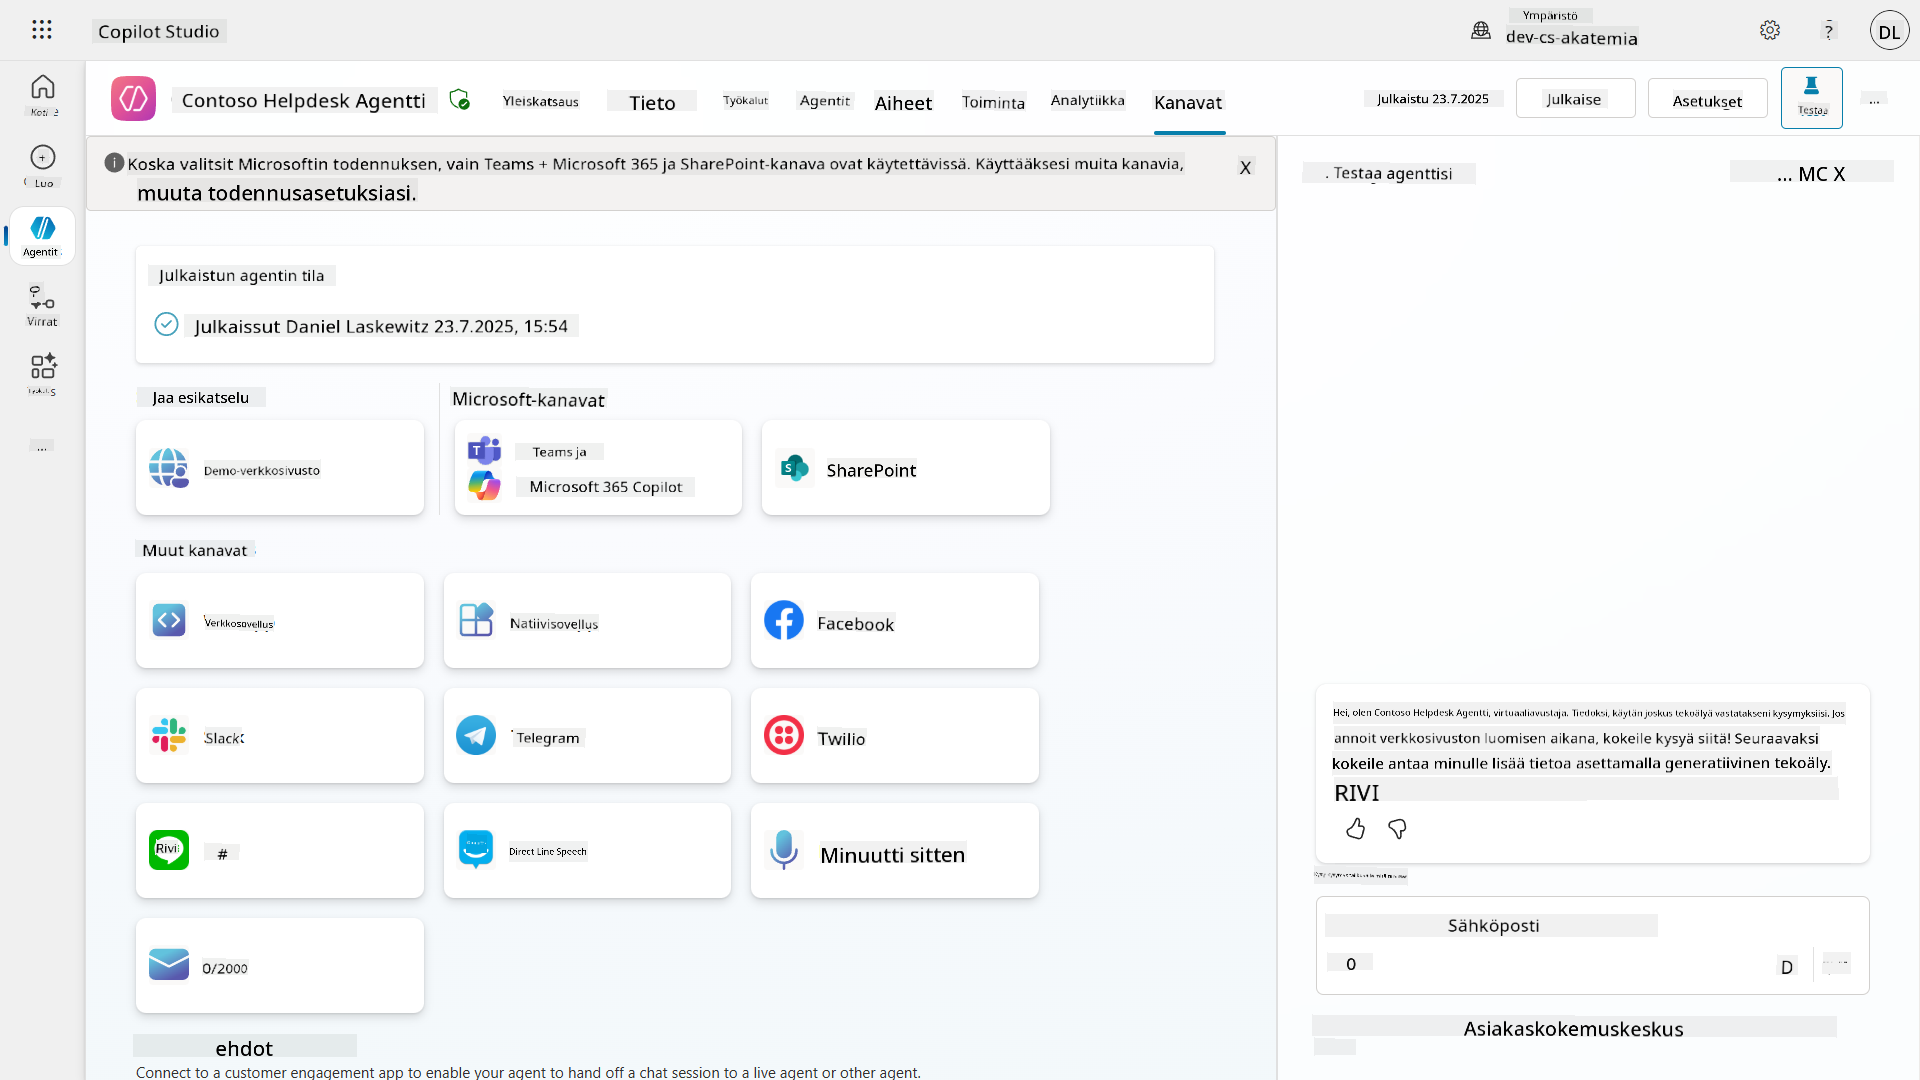 Copilot Studio
Ympäristö
dev-cs-akatemia
?
DL
Koti
Luo
Agentit
Virrat
...
Contoso Helpdesk Agentti
Yleiskatsaus
Tieto
Työkalut
Agentit
Aiheet
Toiminta
Analytiikka
Kanavat
Julkaistu 23.7.2025
Julkaise
Asetukset
Testaa
...
Koska valitsit Microsoftin todennuksen, vain Teams + Microsoft 365 ja SharePoint-kanava ovat käytettävissä. Käyttääksesi muita kanavia,
muuta todennusasetuksiasi.
X
Julkaistun agentin tila
Julkaissut Daniel Laskewitz 23.7.2025, 15:54
Jaa esikatselu
Microsoft-kanavat
Demo-verkkosivusto
Teams ja
Microsoft 365 Copilot
SharePoint
Muut kanavat
Verkkosovellus
Natiivisovellus
Facebook
Slack
Telegram
Twilio
Rivi
#
Direct Line Speech
Minuutti sitten
0/2000
ehdot
Connect to a customer engagement app to enable your agent to hand off a chat session to a live agent or other agent.
. Testaa agenttisi
... MC X
Hei, olen Contoso Helpdesk Agentti, virtuaaliavustaja. Tiedoksi, käytän joskus tekoälyä vastatakseni kysymyksiisi. Jos
annoit verkkosivuston luomisen aikana, kokeile kysyä siitä! Seuraavaksi
kokeile antaa minulle lisää tietoa asettamalla generatiivinen tekoäly.
RIVI
Sähköposti
0
D
Asiakaskokemuskeskus